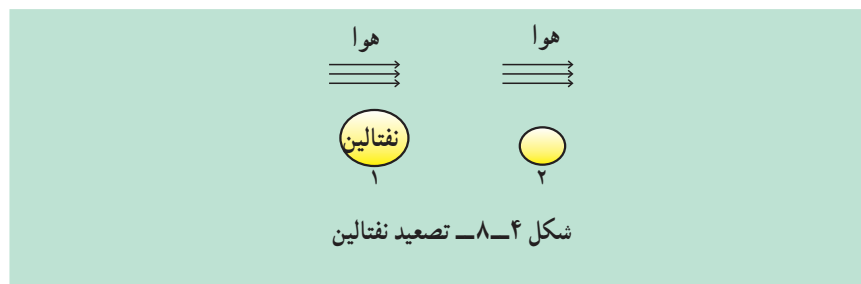 هوا هوا
نفتالین
۱ ۲
شکل ۴ــ۸ــ تصعید نفتالین